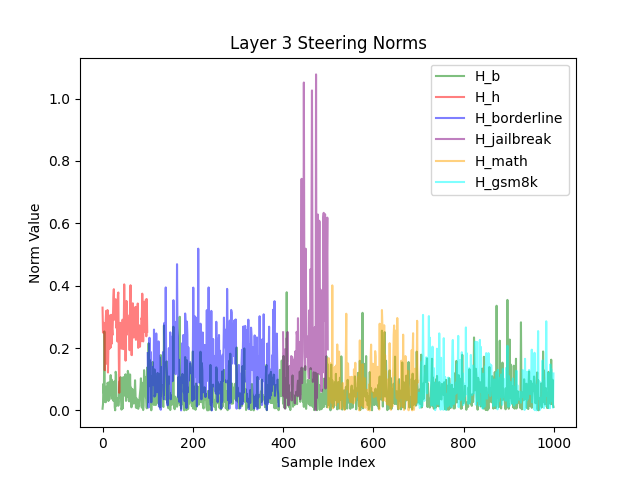 Layer 3 Steering Norms
Norm Value
1.0
0.8
0.6
0.4
0.2
0.0
H_b
H_h
H_borderline
H_jailbreak
H_math
H_gsm8k
0
200
400
600
800
1000
Sample Index